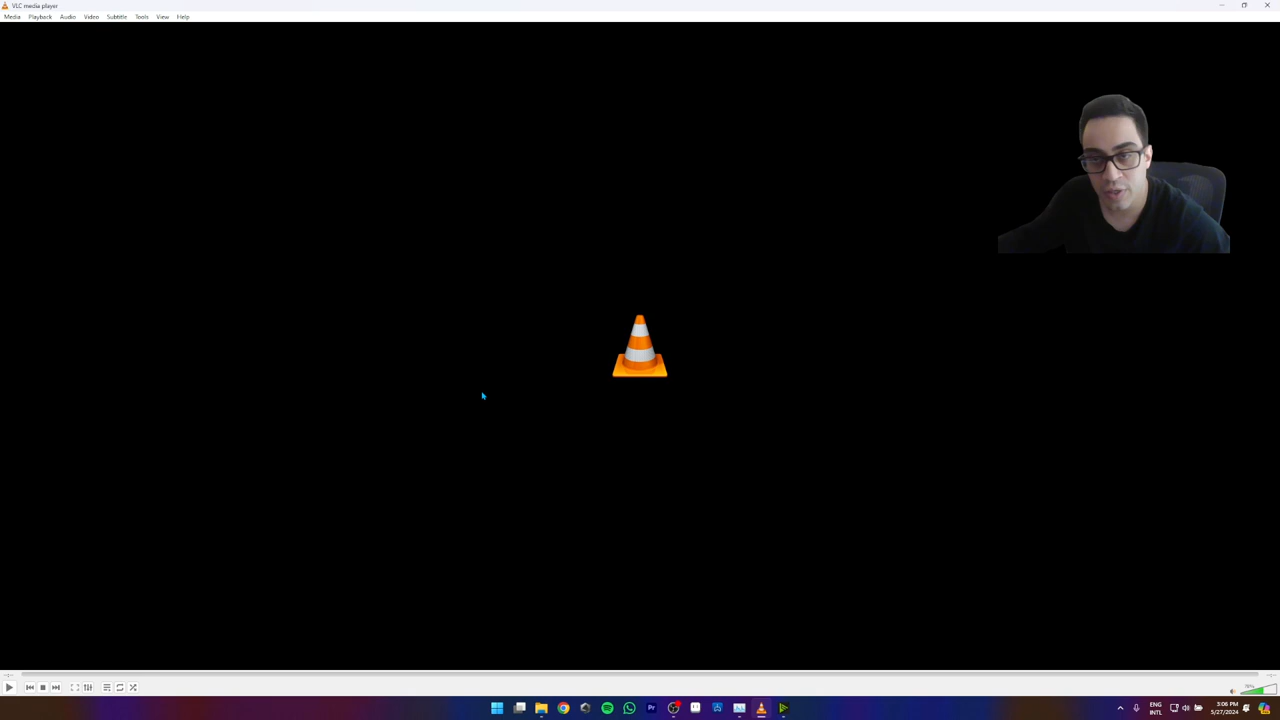 VLC media player
Media Playback Audio Video Subtitle Tools View Help
--:-- --:--
Pr
ENG
INTL
3:06 PM
5/27/2024